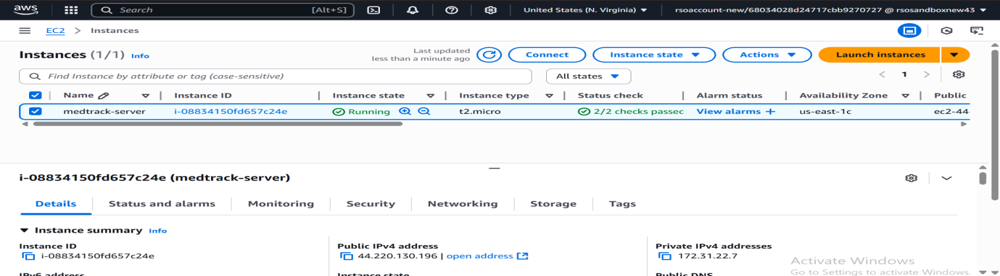 aws Search [Alt+S] United States (N. Virginia) rsoaccount-new/68034028d24717cbb9270727 @ rsosandboxnew43
EC2 > Instances
Instances (1/1) Info
Last updated
less than a minute ago
Connect Instance state Actions Launch instances
Find Instance by attribute or tag (case-sensitive) All states < 1 >
Name Instance ID Instance state Instance type Status check Alarm status Availability Zone Public
medtrack-server i-08834150fd657c24e Running t2.micro 2/2 checks passec View alarms + us-east-1c ec2-44-
i-08834150fd657c24e (medtrack-server)
Details Status and alarms Monitoring Security Networking Storage Tags
Instance summary Info
Instance ID Public IPv4 address Private IPv4 addresses
i-08834150fd657c24e 44.220.130.196 | open address 172.31.22.7
Activate Windows
IPv6 address Instance state Public DNS Go to Settings to activate Windows.